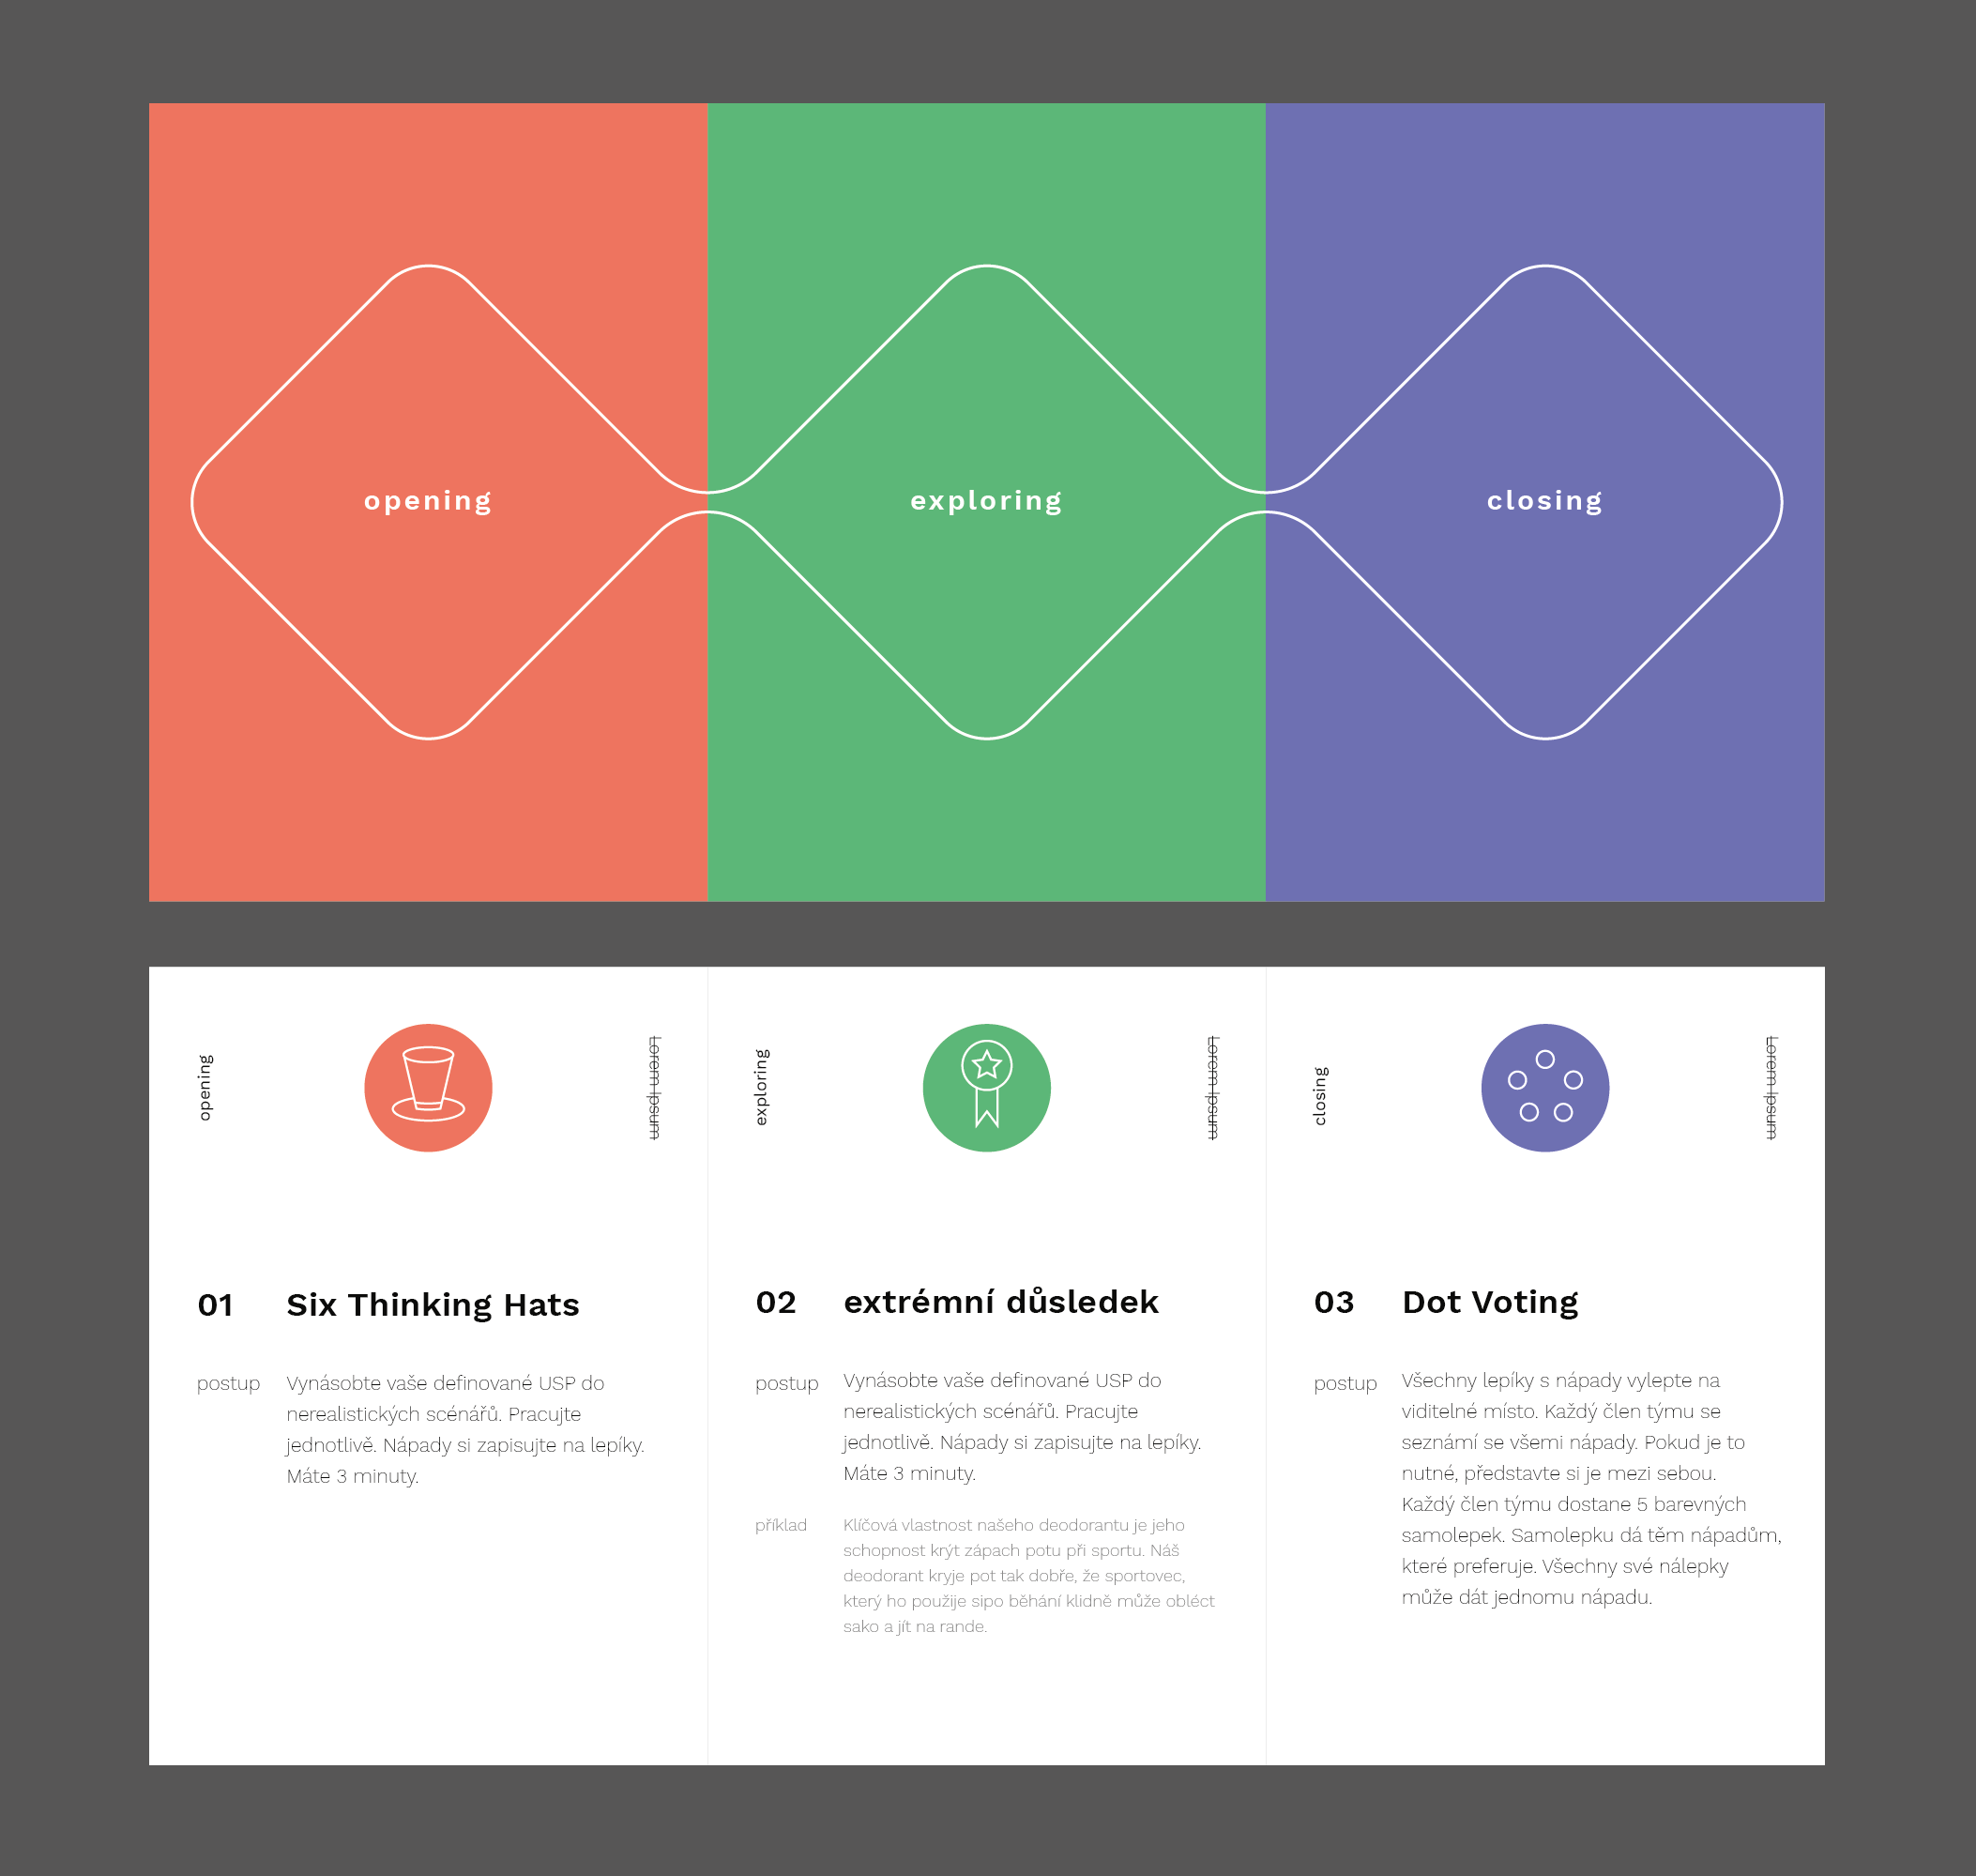 opening
exploring
closing
opening
Lorem Ipsum
01
Six Thinking Hats
postup
Vynásobte vaše definované USP do
nerealistických scénářů. Pracujte
jednotlivě. Nápady si zapisujte na lepíky.
Máte 3 minuty.
exploring
Lorem Ipsum
02
extrémní důsledek
postup
Vynásobte vaše definované USP do
nerealistických scénářů. Pracujte
jednotlivě. Nápady si zapisujte na lepíky.
Máte 3 minuty.
příklad
Klíčová vlastnost našeho deodorantu je jeho
schopnost krýt zápach potu při sportu. Náš
deodorant kryje pot tak dobře, že sportovec,
který ho použije sipo běhání klidně může obléct
sako a jít na rande.
closing
Lorem Ipsum
03
Dot Voting
postup
Všechny lepíky s nápady vylepte na
viditelné místo. Každý člen týmu se
seznámí se všemi nápady. Pokud je to
nutné, představte si je mezi sebou.
Každý člen týmu dostane 5 barevných
samolepek. Samolepku dá těm nápadům,
které preferuje. Všechny své nálepky
může dát jednomu nápadu.